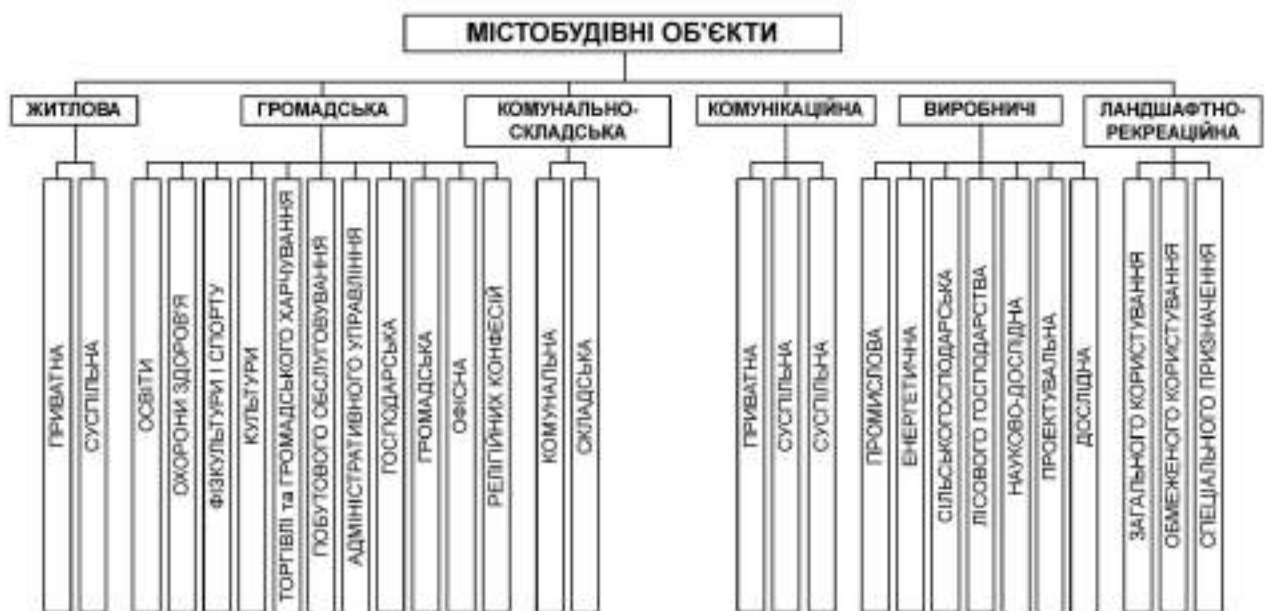 МІСТОБУДІВНІ ОБ'ЄКТИ
ЖИТЛОВА
ГРОМАДСЬКА
КОМУНАЛЬНО-
СКЛАДСЬКА
КОМУНІКАЦІЙНА
ВИРОБНИЧІ
ЛАНДШАФТНО-
РЕКРЕАЦІЙНА
ПРИВАТНА
СУСПІЛЬНА
ОСВІТИ
ОХОРОНИ ЗДОРОВ'Я
ФІЗКУЛЬТУРИ І СПОРТУ
КУЛЬТУРИ
ТОРГІВЛІ та ГРОМАДСЬКОГО ХАРЧУВАННЯ
ПОБУТОВОГО ОБСЛУГОВУВАННЯ
АДМІНІСТРАТИВНОГО УПРАВЛІННЯ
ГОСПОДАРСЬКА
ГРОМАДСЬКА
ОФІСНА
РЕЛІГІЙНИХ КОНФЕСІЙ
КОМУНАЛЬНА
СКЛАДСЬКА
ПРИВАТНА
СУСПІЛЬНА
СУСПІЛЬНА
ПРОМИСЛОВА
ЕНЕРГЕТИЧНА
СІЛЬСЬКОГОСПОДАРСЬКА
ЛІСОВОГО ГОСПОДАРСТВА
НАУКОВО-ДОСЛІДНА
ПРОЕКТУВАЛЬНА
ДОСЛІДНА
ЗАГАЛЬНОГО КОРИСТУВАННЯ
ОБМЕЖЕНОГО КОРИСТУВАННЯ
СПЕЦІАЛЬНОГО ПРИЗНАЧЕННЯ